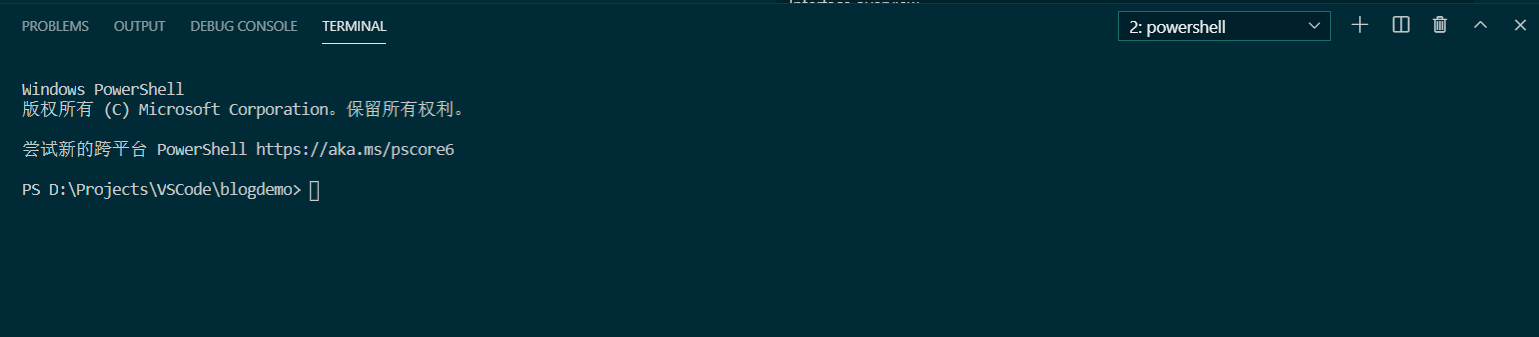 PROBLEMS OUTPUT DEBUG CONSOLE TERMINAL 2: powershell
Windows PowerShell
版权所有 (C) Microsoft Corporation。保留所有权利。
尝试新的跨平台 PowerShell https://aka.ms/pscore6
PS D:\Projects\VSCode\blogdemo>